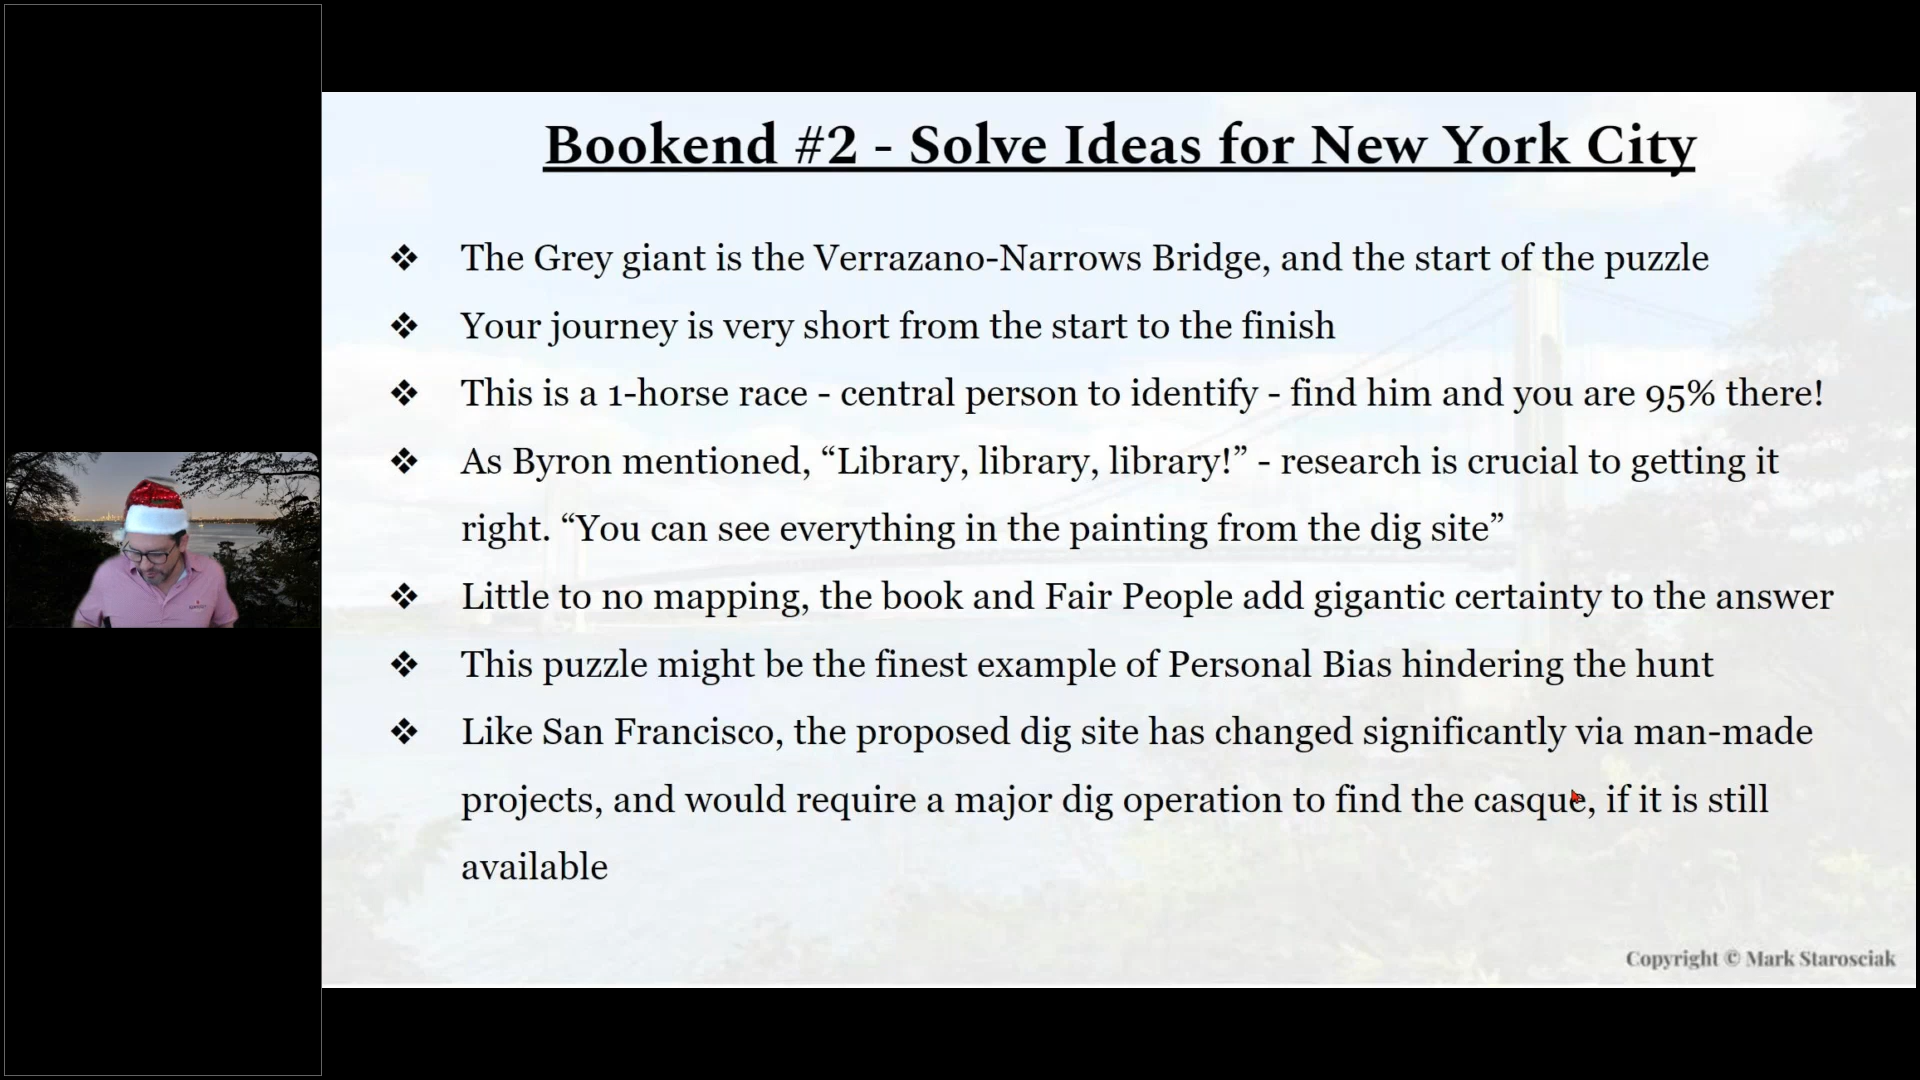 Bookend #2 - Solve Ideas for New York City
❖ The Grey giant is the Verrazano-Narrows Bridge, and the start of the puzzle
❖ Your journey is very short from the start to the finish
❖ This is a 1-horse race - central person to identify - find him and you are 95% there!
❖ As Byron mentioned, “Library, library, library!” - research is crucial to getting it
right. “You can see everything in the painting from the dig site”
❖ Little to no mapping, the book and Fair People add gigantic certainty to the answer
❖ This puzzle might be the finest example of Personal Bias hindering the hunt
❖ Like San Francisco, the proposed dig site has changed significantly via man-made
projects, and would require a major dig operation to find the casque, if it is still
available
Copyright © Mark Starosciak